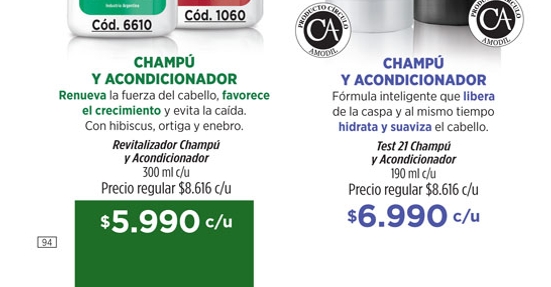 Industria Argentina
Cód. 6610
Cód. 1060
CHAMPÚ
Y ACONDICIONADOR
Renueva la fuerza del cabello, favorece
el crecimiento y evita la caída.
Con hibiscus, ortiga y enebro.
Revitalizador Champú
y Acondicionador
300 ml c/u
Precio regular $8.616 c/u
$5.990 c/u
94
PRODUCTO CÍRCULO
CA
AMODIL
CA
AMODIL
CHAMPÚ
Y ACONDICIONADOR
Fórmula inteligente que libera
de la caspa y al mismo tiempo
hidrata y suaviza el cabello.
Test 21 Champú
y Acondicionador
190 ml c/u
Precio regular $8.616 c/u
$6.990 c/u